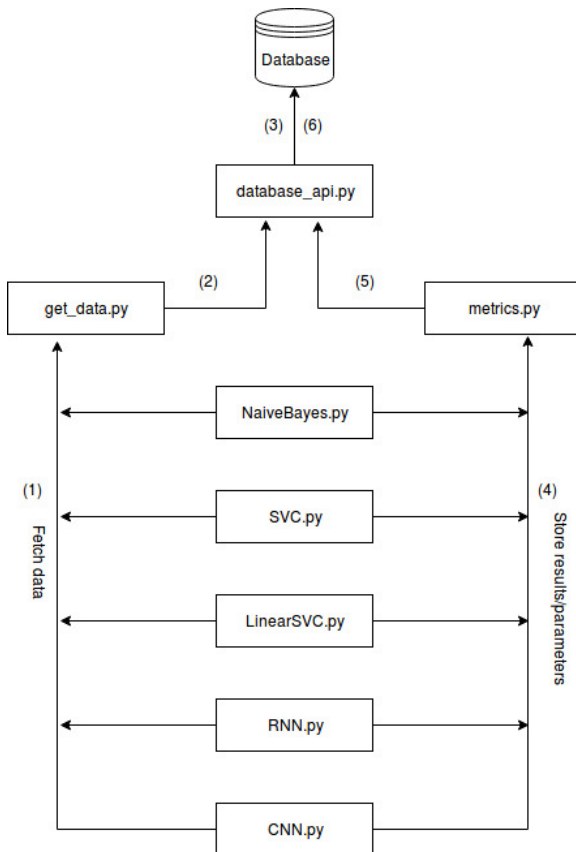 Database
(3)
(6)
database_api.py
(2)
(5)
get_data.py
metrics.py
NaiveBayes.py
(1)
Fetch data
SVC.py
(4)
Store results/parameters
LinearSVC.py
RNN.py
CNN.py